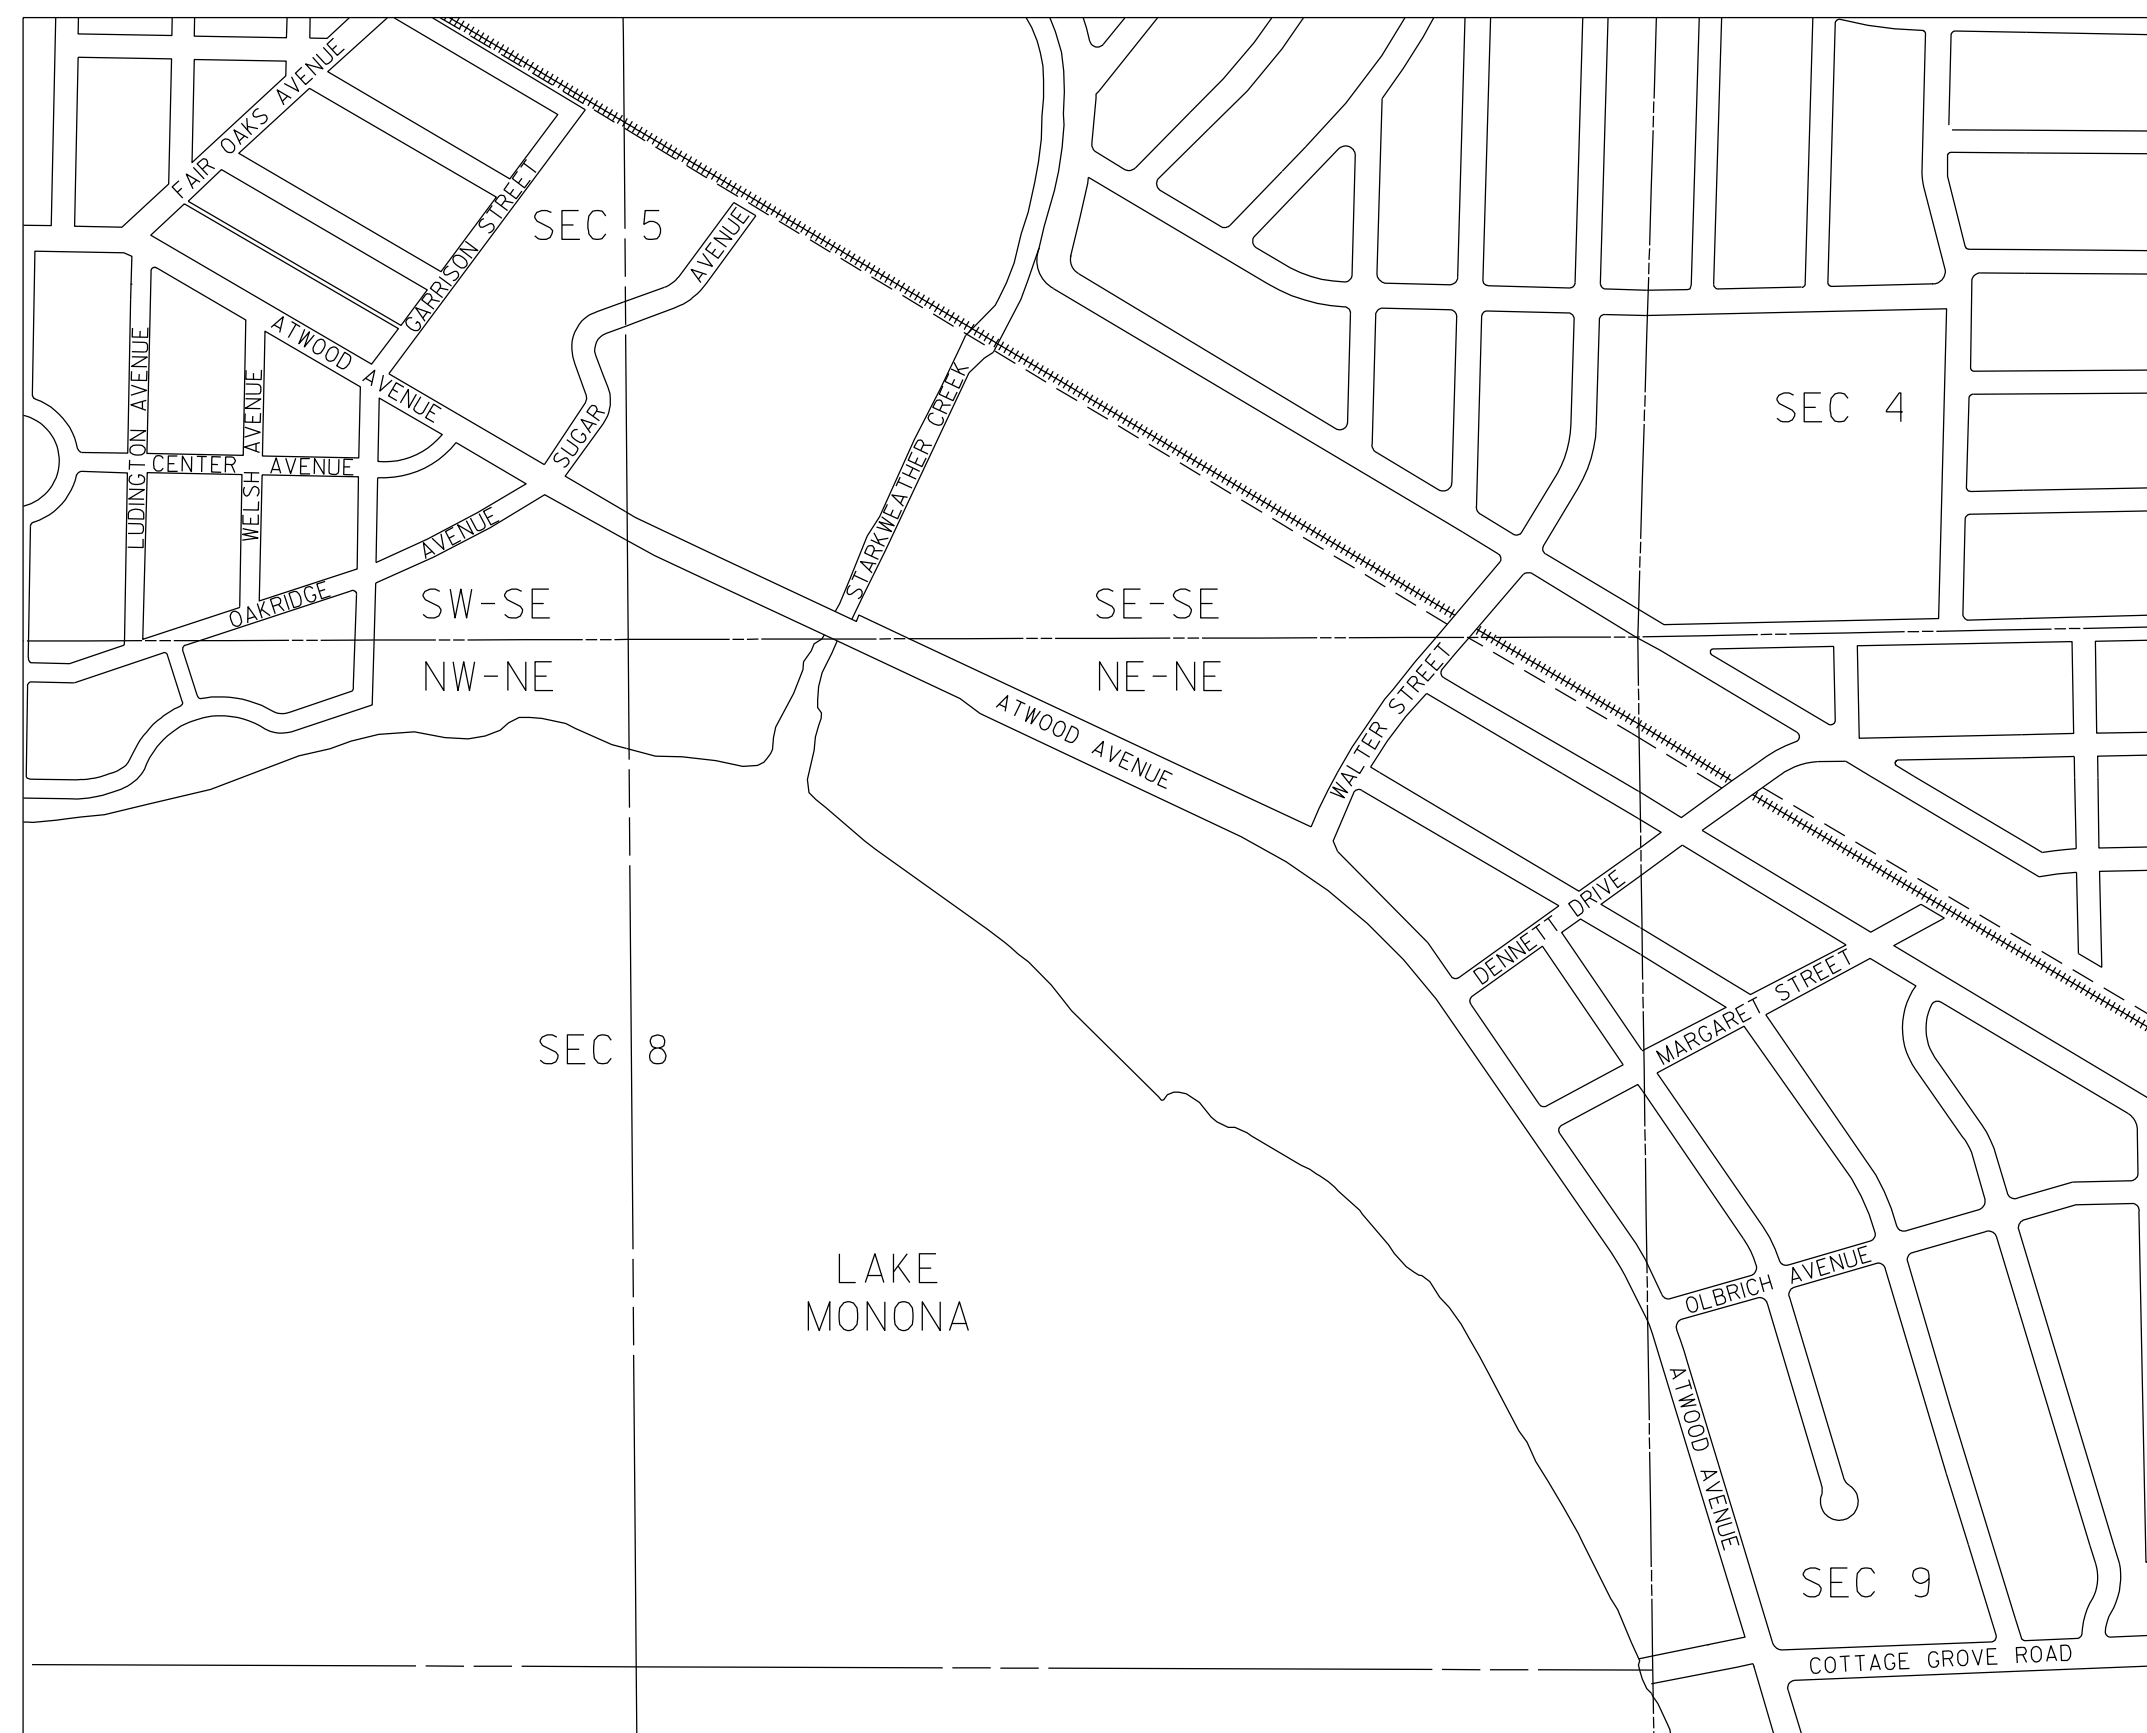 FAIR OAKS AVENUE
GARRISON STREET
SEC 5
SUGAR AVENUE
ATWOOD AVENUE
LUDINGTON AVENUE
WELSH AVENUE
CENTER AVENUE
OAKRIDGE AVENUE
STARKWEATHER CREEK
SEC 4
SW-SE
SE-SE
NW-NE
NE-NE
ATWOOD AVENUE
WALTER STREET
DENNETT DRIVE
MARGARET STREET
SEC 8
LAKE
MONONA
OLBRICH AVENUE
ATWOOD AVENUE
SEC 9
COTTAGE GROVE ROAD